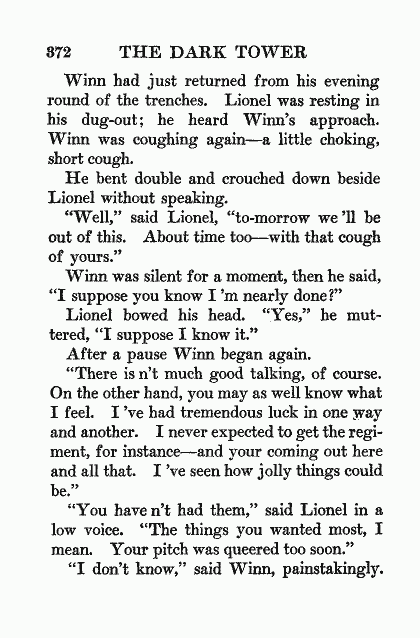 372 THE DARK TOWER
Winn had just returned from his evening
round of the trenches. Lionel was resting in
his dug-out; he heard Winn's approach.
Winn was coughing again—a little choking,
short cough.
He bent double and crouched down beside
Lionel without speaking.
"Well," said Lionel, "to-morrow we 'll be
out of this. About time too—with that cough
of yours."
Winn was silent for a moment, then he said,
"I suppose you know I 'm nearly done?"
Lionel bowed his head. "Yes," he mut-
tered, "I suppose I know it."
After a pause Winn began again.
"There is n't much good talking, of course.
On the other hand, you may as well know what
I feel. I 've had tremendous luck in one way
and another. I never expected to get the regi-
ment, for instance—and your coming out here
and all that. I 've seen how jolly things could
be."
"You have n't had them," said Lionel in a
low voice. "The things you wanted most, I
mean. Your pitch was queered too soon."
"I don't know," said Winn, painstakingly.